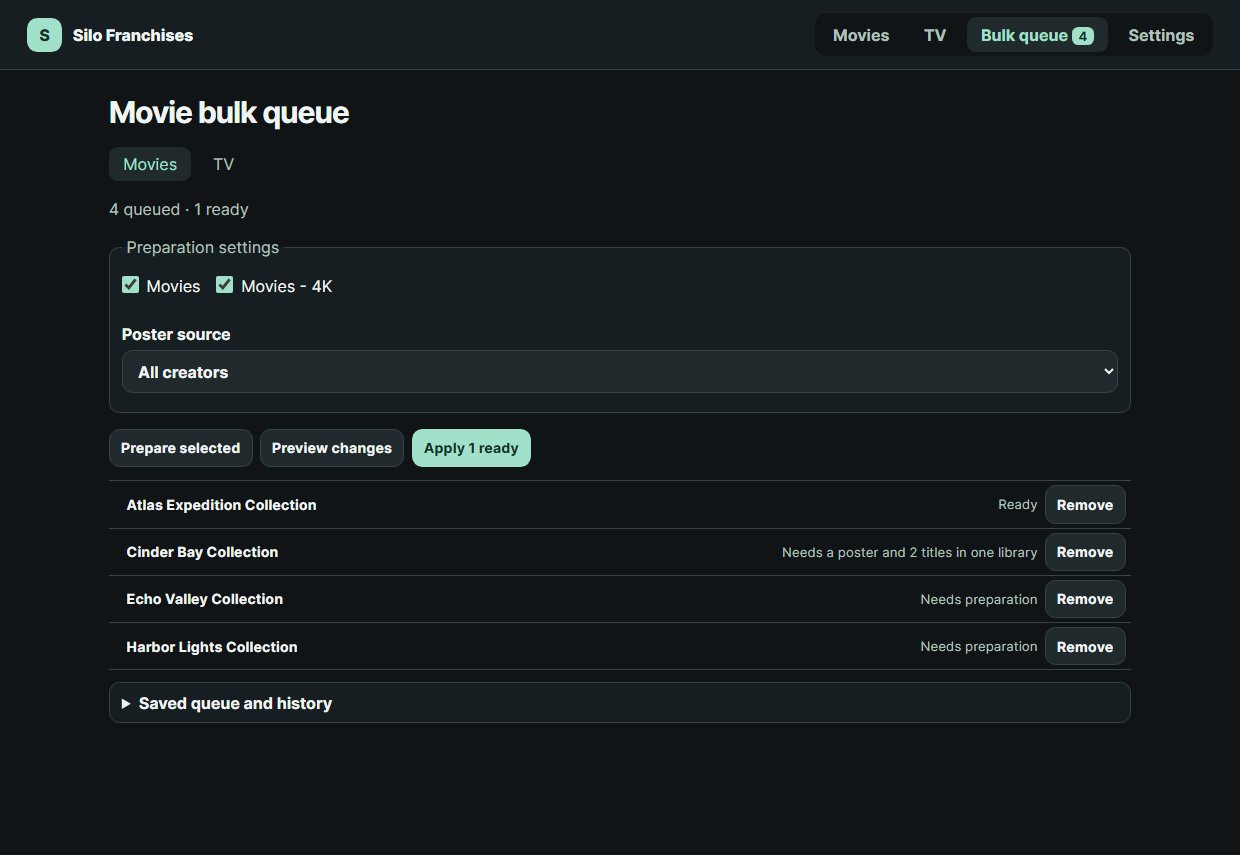 S Silo Franchises Movies TV Bulk queue 4 Settings
Movie bulk queue
Movies TV
4 queued · 1 ready
Preparation settings
Movies Movies - 4K
Poster source
All creators
Prepare selected Preview changes Apply 1 ready
Atlas Expedition Collection Ready Remove
Cinder Bay Collection Needs a poster and 2 titles in one library Remove
Echo Valley Collection Needs preparation Remove
Harbor Lights Collection Needs preparation Remove
Saved queue and history